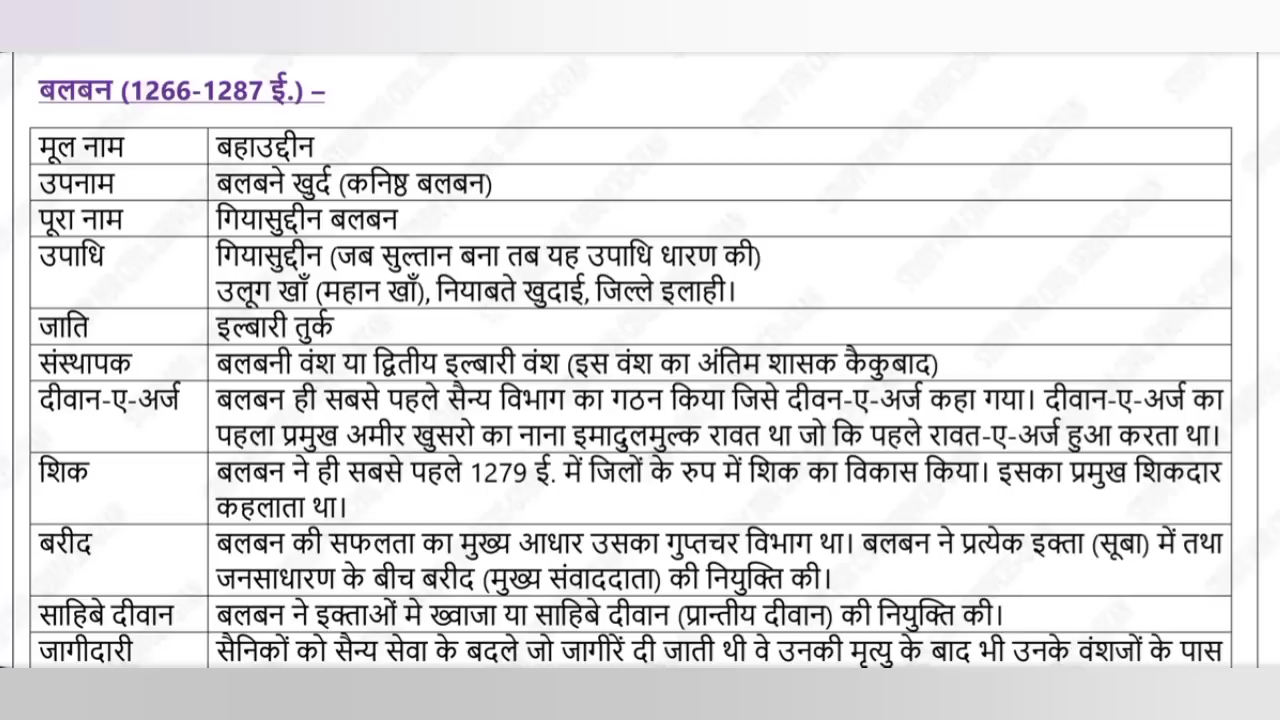 बलबन (1266-1287 ई.) –
मूल नाम बहाउद्दीन
उपनाम बलबने खुर्द (कनिष्ठ बलबन)
पूरा नाम गियासुद्दीन बलबन
उपाधि गियासुद्दीन (जब सुल्तान बना तब यह उपाधि धारण की)
उलूग खाँ (महान खाँ), नियाबते खुदाई, जिल्ले इलाही।
जाति इल्बारी तुर्क
संस्थापक बलबनी वंश या द्वितीय इल्बारी वंश (इस वंश का अंतिम शासक कैकुबाद)
दीवान-ए-अर्ज बलबन ही सबसे पहले सैन्य विभाग का गठन किया जिसे दीवन-ए-अर्ज कहा गया। दीवान-ए-अर्ज का
पहला प्रमुख अमीर खुसरो का नाना इमादुलमुल्क रावत था जो कि पहले रावत-ए-अर्ज हुआ करता था।
शिक बलबन ने ही सबसे पहले 1279 ई. में जिलों के रुप में शिक का विकास किया। इसका प्रमुख शिकदार
कहलाता था।
बरीद बलबन की सफलता का मुख्य आधार उसका गुप्तचर विभाग था। बलबन ने प्रत्येक इक्ता (सूबा) में तथा
जनसाधारण के बीच बरीद (मुख्य संवाददाता) की नियुक्ति की।
साहिबे दीवान बलबन ने इक्ताओं मे ख्वाजा या साहिबे दीवान (प्रान्तीय दीवान) की नियुक्ति की।
जागीदारी सैनिकों को सैन्य सेवा के बदले जो जागीरें दी जाती थी वे उनकी मृत्यु के बाद भी उनके वंशजों के पास